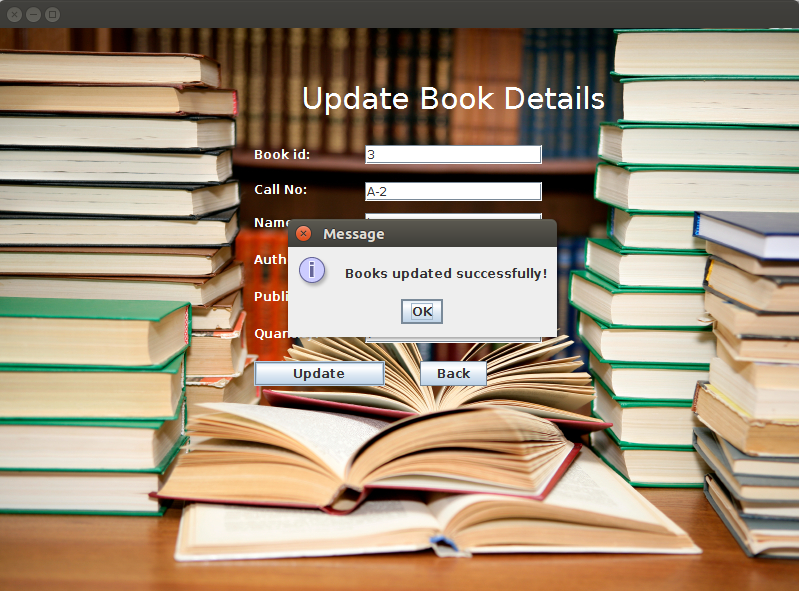 Update Book Details
Book id: 3
Call No: A-2
Name
Message
Auth
Books updated successfully!
Publi
OK
Quan
Update Back